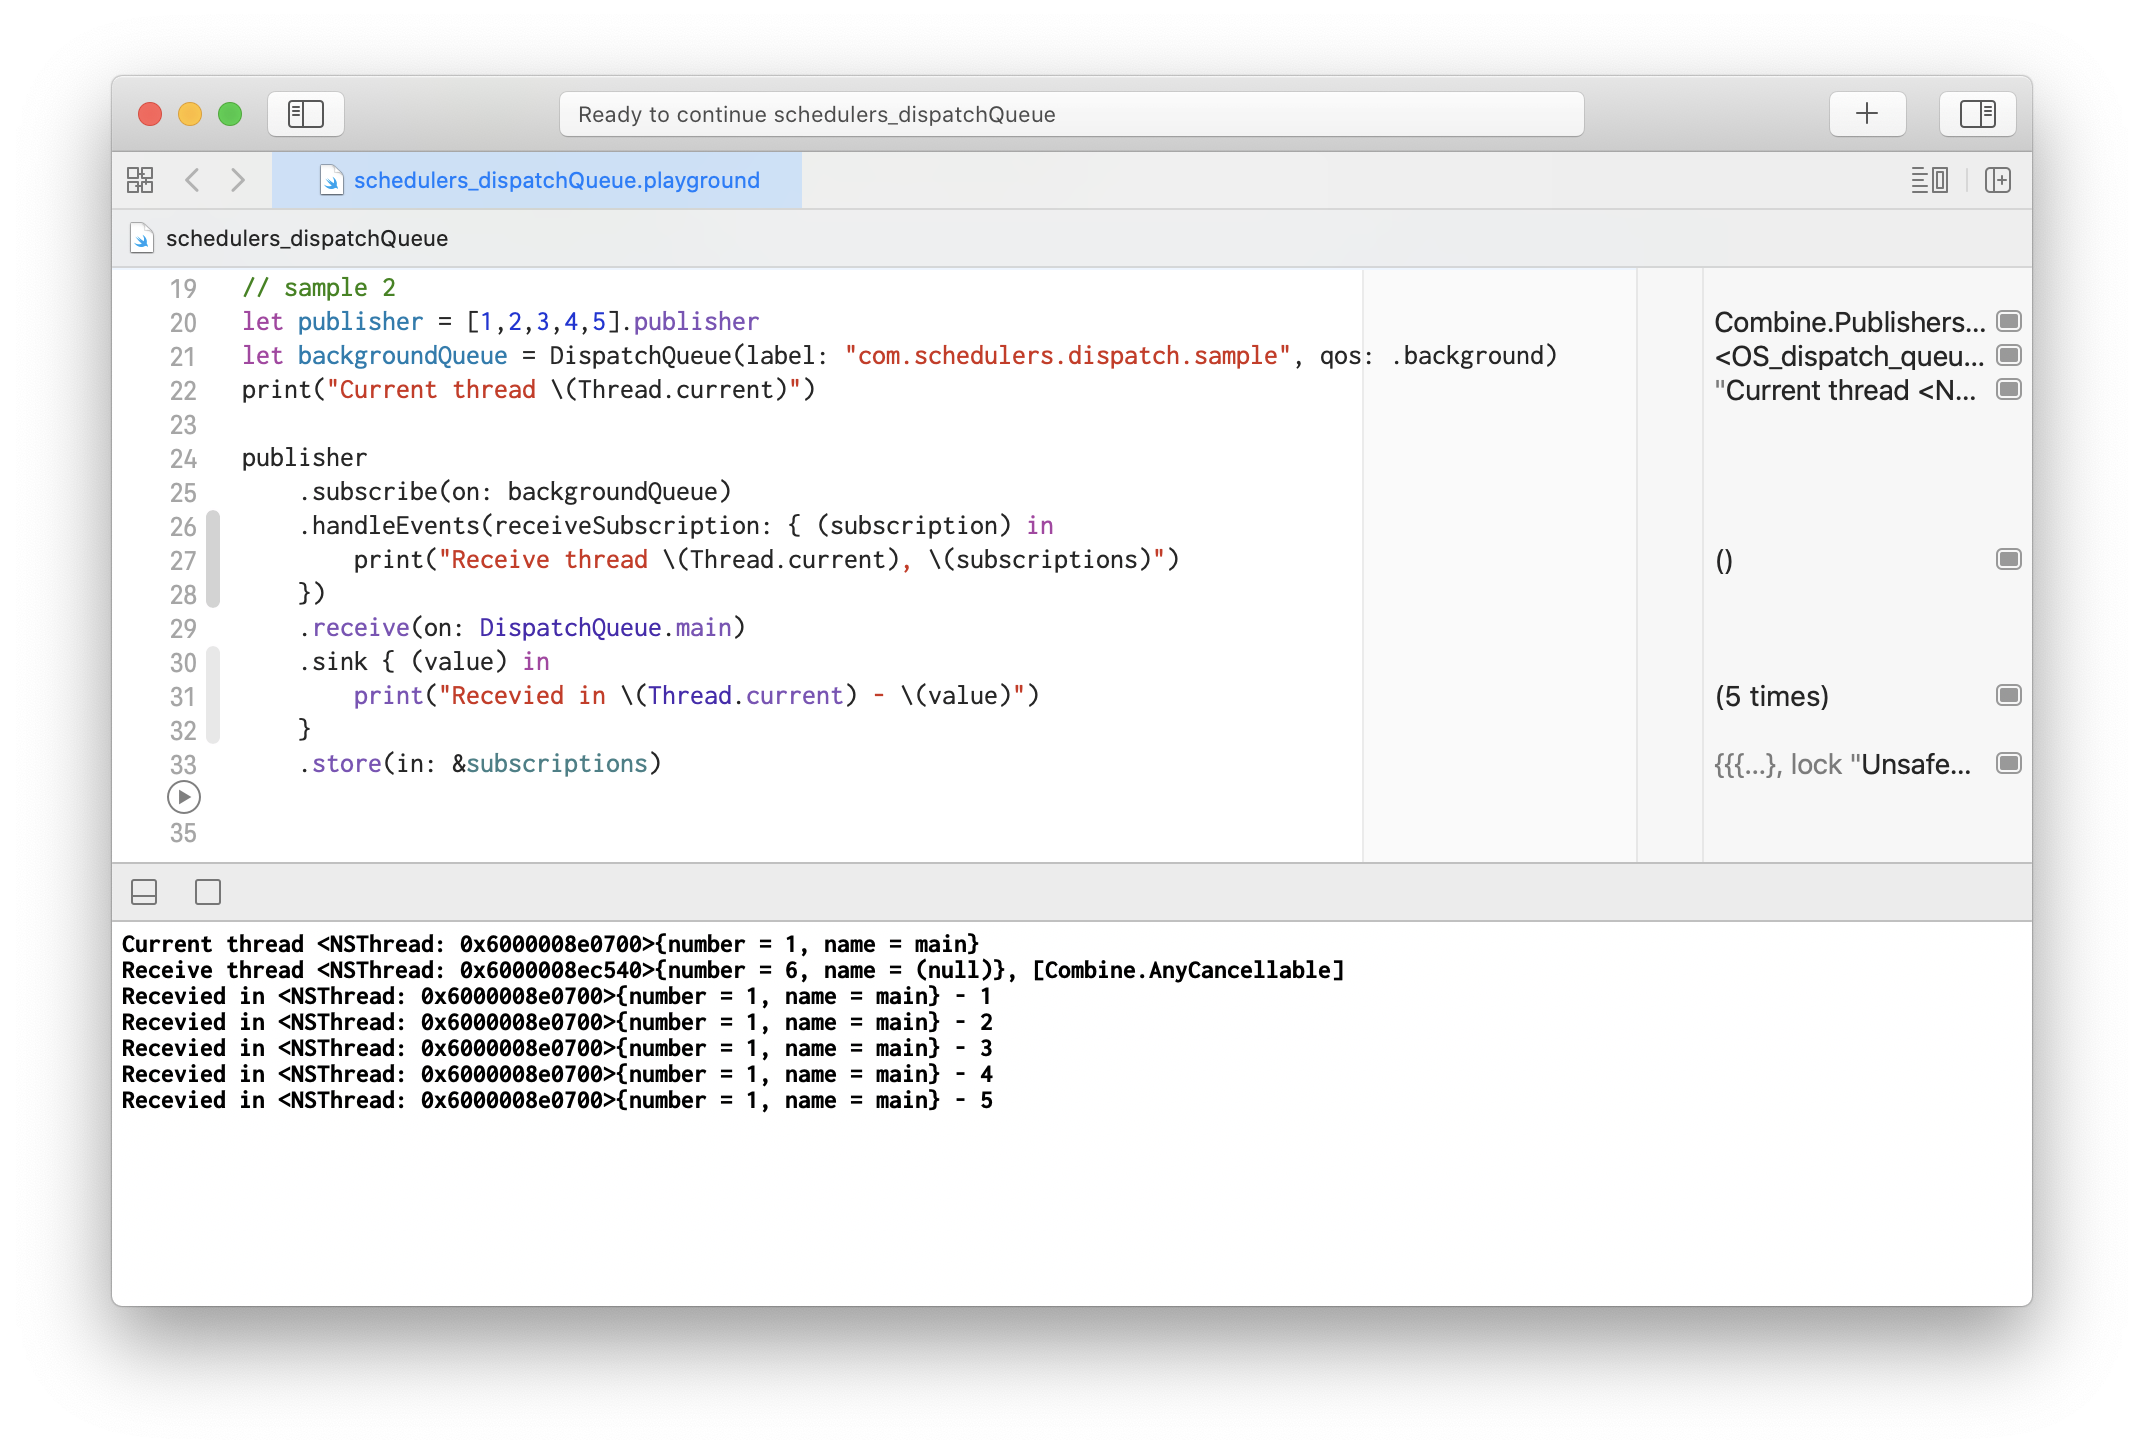 Ready to continue schedulers_dispatchQueue
schedulers_dispatchQueue.playground
schedulers_dispatchQueue
19 // sample 2
20 let publisher = [1,2,3,4,5].publisher Combine.Publishers...
21 let backgroundQueue = DispatchQueue(label: "com.schedulers.dispatch.sample", qos: .background) <OS_dispatch_queu...
22 print("Current thread \(Thread.current)") "Current thread <N...
23
24 publisher
25 .subscribe(on: backgroundQueue)
26 .handleEvents(receiveSubscription: { (subscription) in
27 print("Receive thread \(Thread.current), \(subscriptions)") ()
28 })
29 .receive(on: DispatchQueue.main)
30 .sink { (value) in
31 print("Recevied in \(Thread.current) - \(value)") (5 times)
32 }
33 .store(in: &subscriptions) {{{...}, lock "Unsafe...
35
Current thread <NSThread: 0x6000008e0700>{number = 1, name = main}
Receive thread <NSThread: 0x6000008ec540>{number = 6, name = (null)}, [Combine.AnyCancellable]
Recevied in <NSThread: 0x6000008e0700>{number = 1, name = main} - 1
Recevied in <NSThread: 0x6000008e0700>{number = 1, name = main} - 2
Recevied in <NSThread: 0x6000008e0700>{number = 1, name = main} - 3
Recevied in <NSThread: 0x6000008e0700>{number = 1, name = main} - 4
Recevied in <NSThread: 0x6000008e0700>{number = 1, name = main} - 5